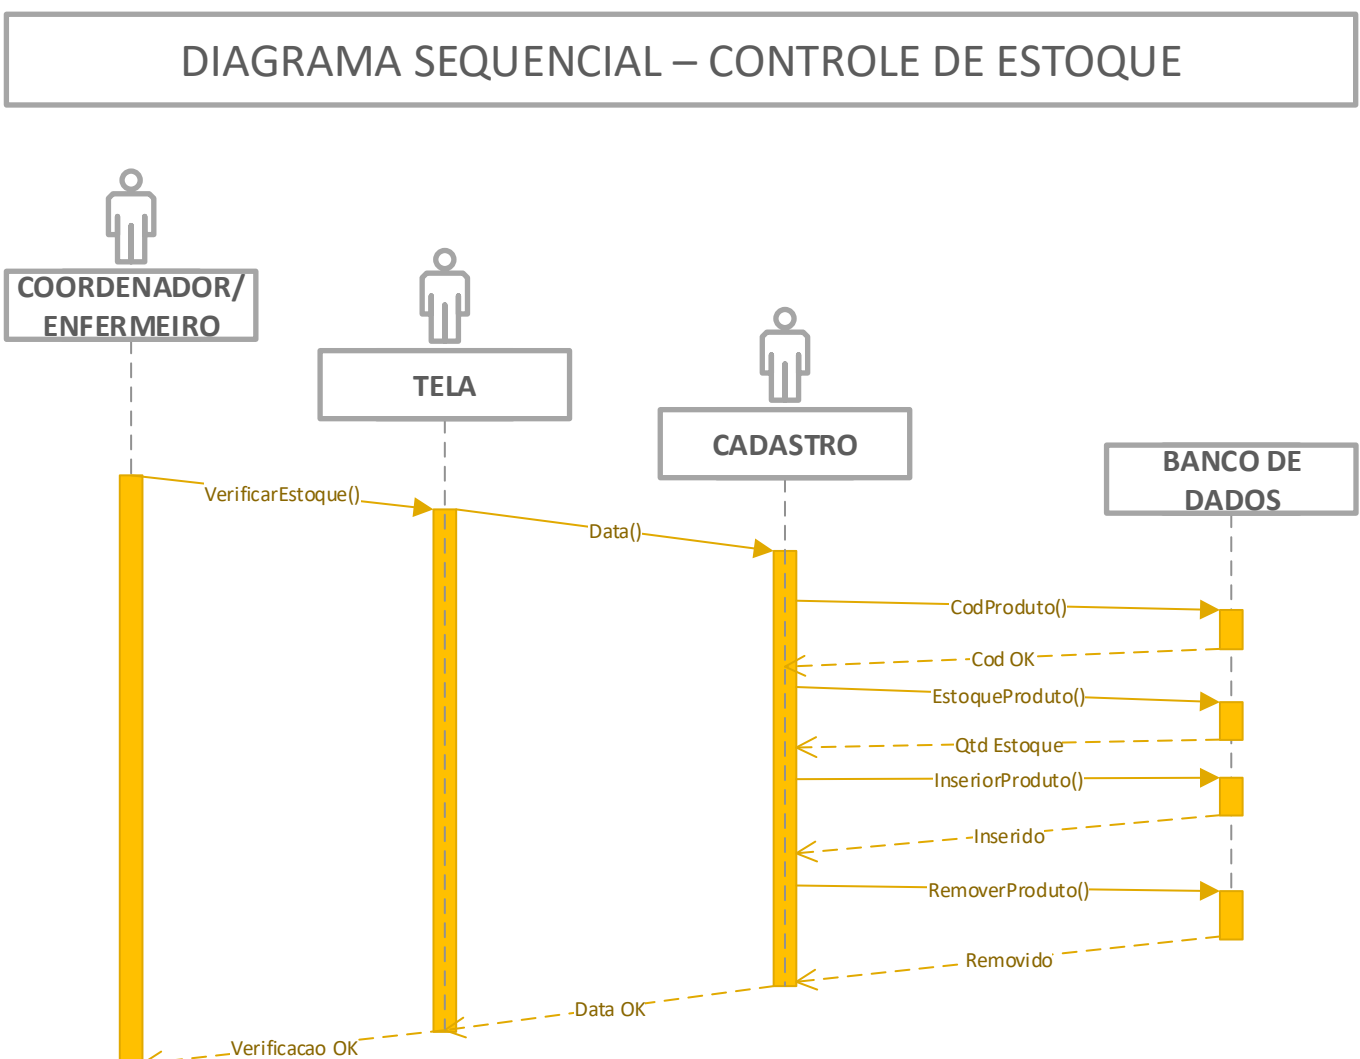 DIAGRAMA SEQUENCIAL – CONTROLE DE ESTOQUE
COORDENADOR/
ENFERMEIRO
TELA
CADASTRO
BANCO DE
DADOS
VerificarEstoque()
Data()
CodProduto()
Cod OK
EstoqueProduto()
Qtd Estoque
InseriorProduto()
Inserido
RemoverProduto()
Removido
Data OK
Verificacao OK